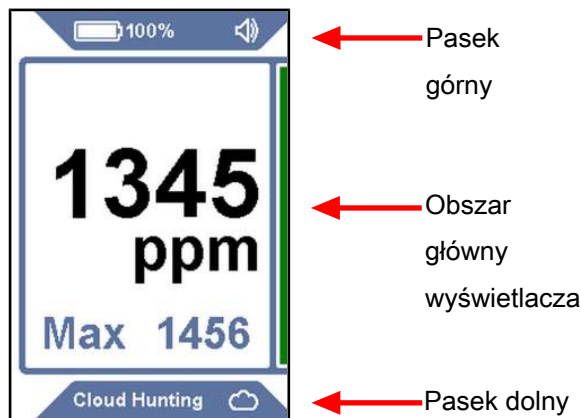 100%
Pasek
górny
1345
ppm
Obszar
główny
wyświetlacza
Max 1456
Cloud Hunting
Pasek dolny